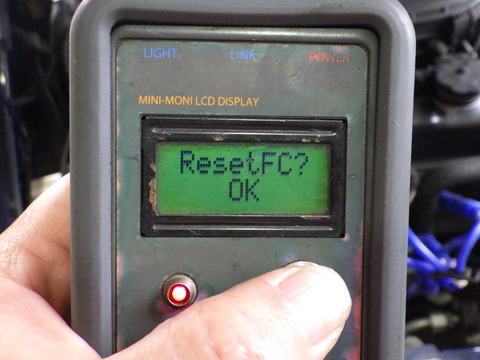 LIGHT LINK POWER
MINI-MONI LCD DISPLAY
ResetFC?
OK